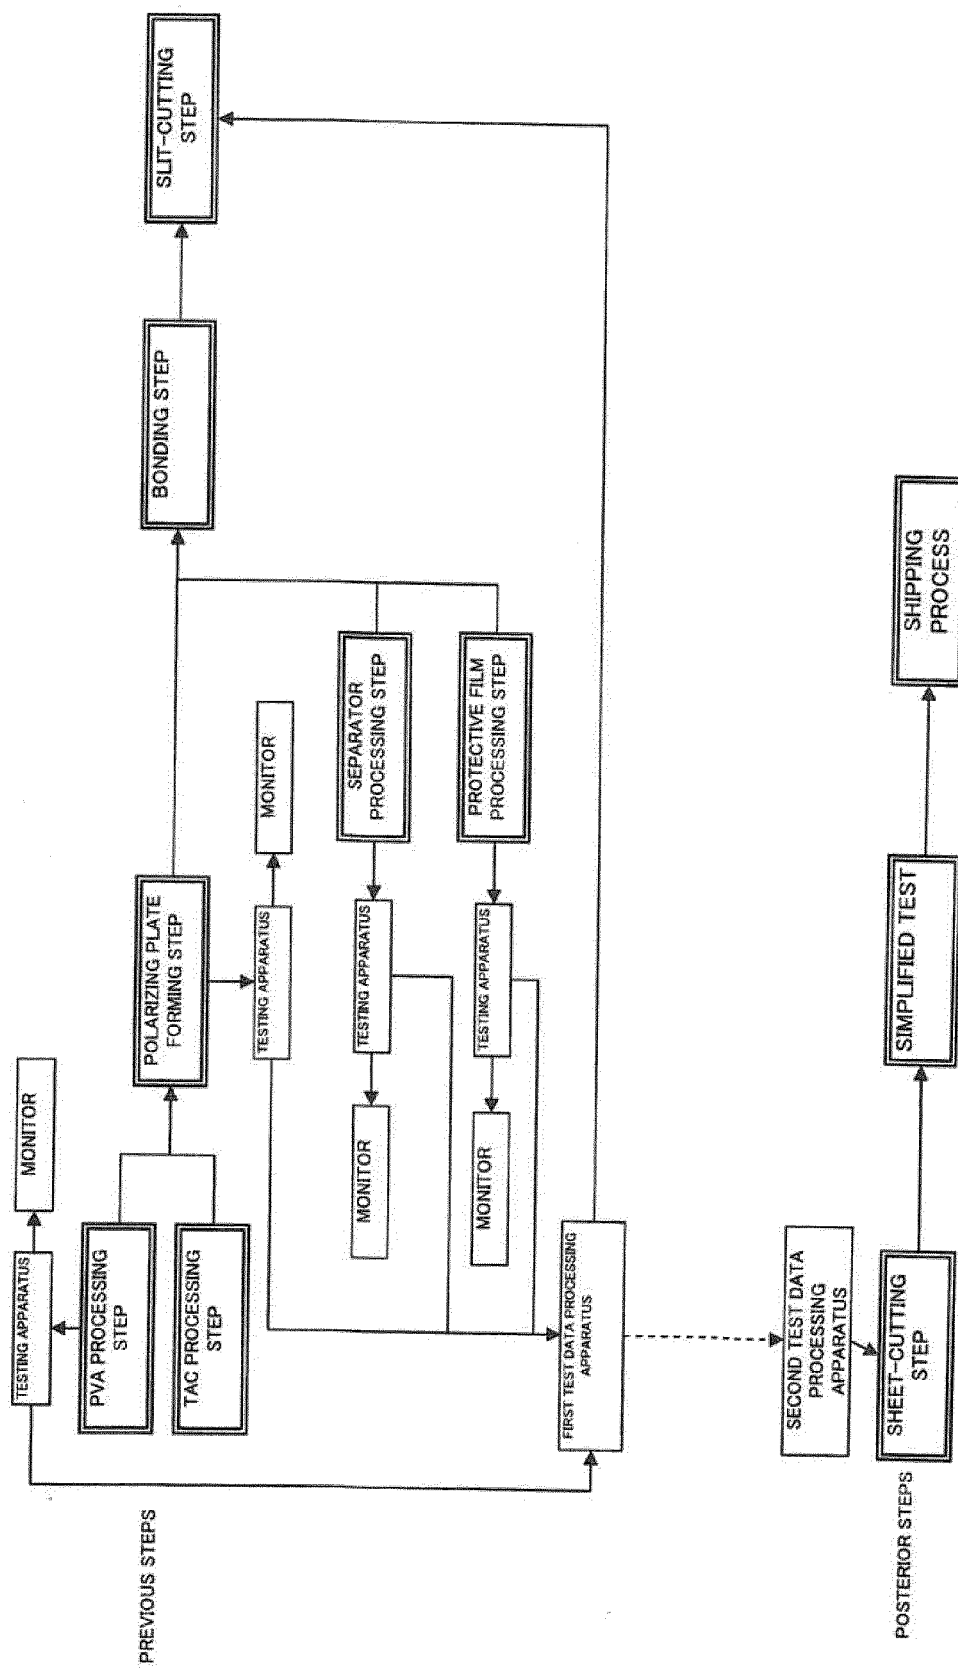 PREVIOUS STEPS
TESTING APPARATUS
MONITOR
PVA PROCESSING
STEP
TAC PROCESSING
STEP
POLARIZING PLATE
FORMING STEP
TESTING APPARATUS
MONITOR
BONDING STEP
SLIT-CUTTING
STEP
MONITOR
TESTING APPARATUS
SEPARATOR
PROCESSING STEP
MONITOR
TESTING APPARATUS
PROTECTIVE FILM
PROCESSING STEP
FIRST TEST DATA PROCESSING
APPARATUS
SECOND TEST DATA
PROCESSING
APPARATUS
POSTERIOR STEPS
SHEET-CUTTING
STEP
SIMPLIFIED TEST
SHIPPING
PROCESS